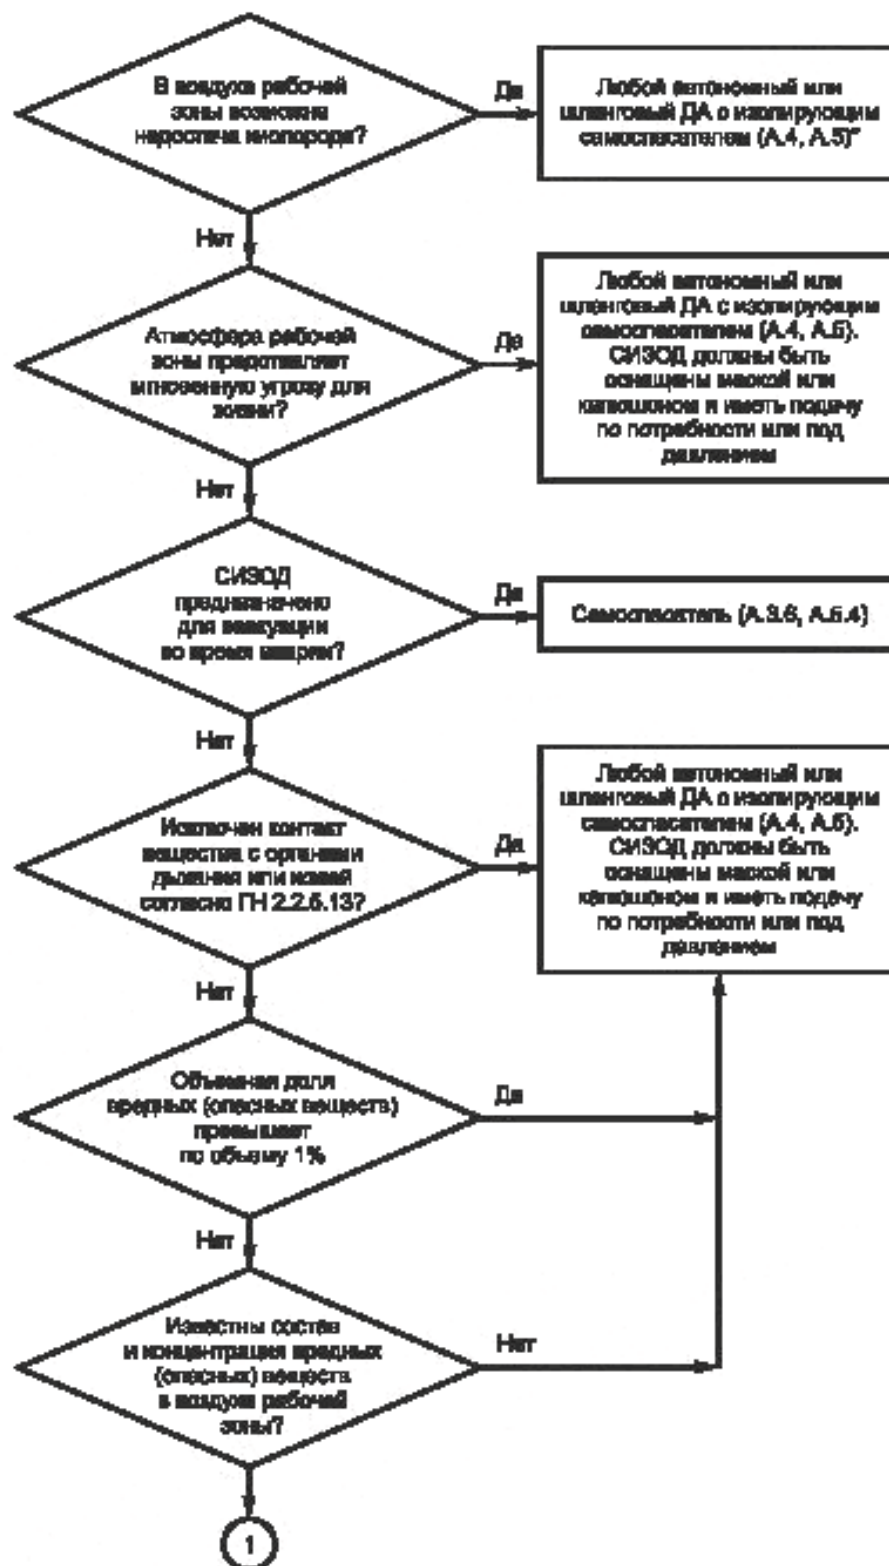 В воздухе рабочей
зоны возможна
недостача кислорода?
Да
Любой автономный или
шланговый ДА с изолирующим
самоспасателем (А.4, А.5)*
Нет
Атмосфера рабочей
зоны представляет
мгновенную угрозу для
жизни?
Да
Любой автономный или
шланговый ДА с изолирующим
самоспасателем (А.4, А.5).
СИЗОД должны быть
оснащены маской или
капюшоном и иметь подачу
по потребности или под
давлением
Нет
СИЗОД
предназначено
для эвакуации
во время аварии?
Да
Самоспасатель (А.3.6, А.5.4)
Нет
Исключен контакт
вещества с органами
дыхания или кожей
согласно ГН 2.2.5.13?
Да
Любой автономный или
шланговый ДА с изолирующим
самоспасателем (А.4, А.5).
СИЗОД должны быть
оснащены маской или
капюшоном и иметь подачу
по потребности или под
давлением
Нет
Объемная доля
вредных (опасных веществ)
превышает
по объему 1%
Да
Нет
Известны состав
и концентрация вредных
(опасных) веществ
в воздухе рабочей
зоны?
Нет
1